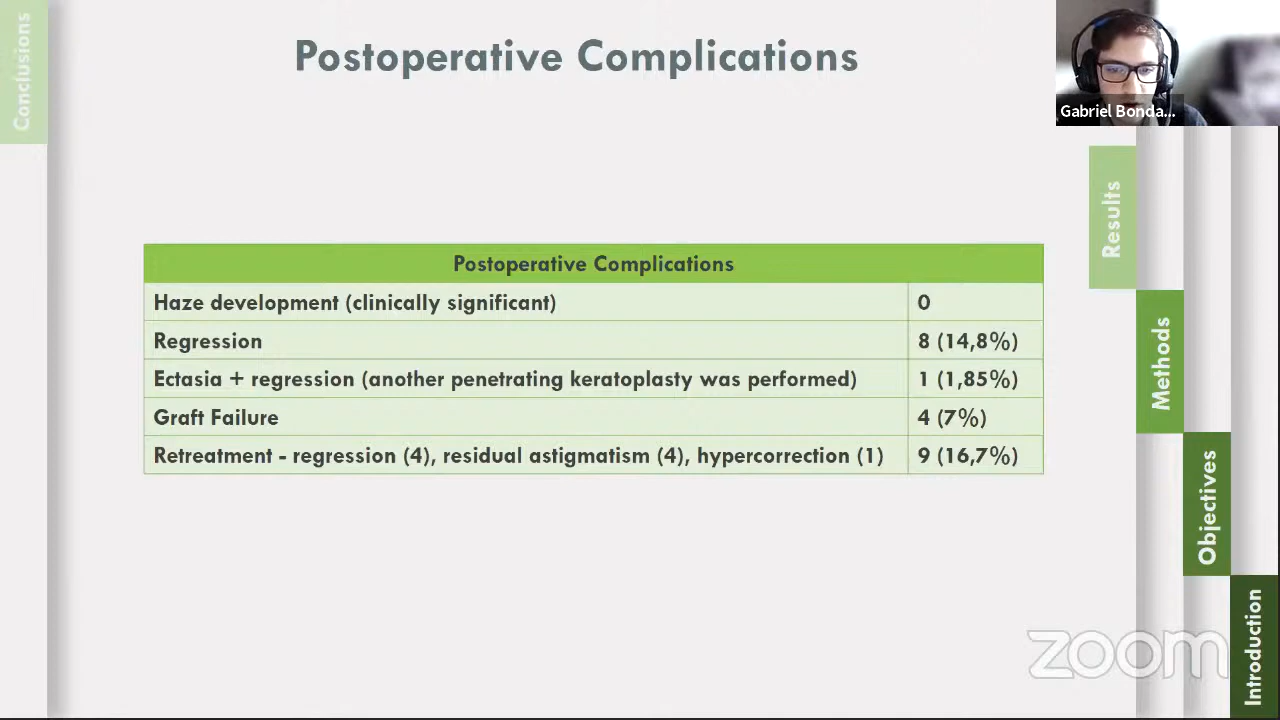 Conclusions
Postoperative Complications
Gabriel Bonda...
Postoperative Complications
Haze development (clinically significant) 0
Regression 8 (14,8%)
Ectasia + regression (another penetrating keratoplasty was performed) 1 (1,85%)
Graft Failure 4 (7%)
Retreatment - regression (4), residual astigmatism (4), hypercorrection (1) 9 (16,7%)
Results
Methods
Objectives
Introduction
zoom